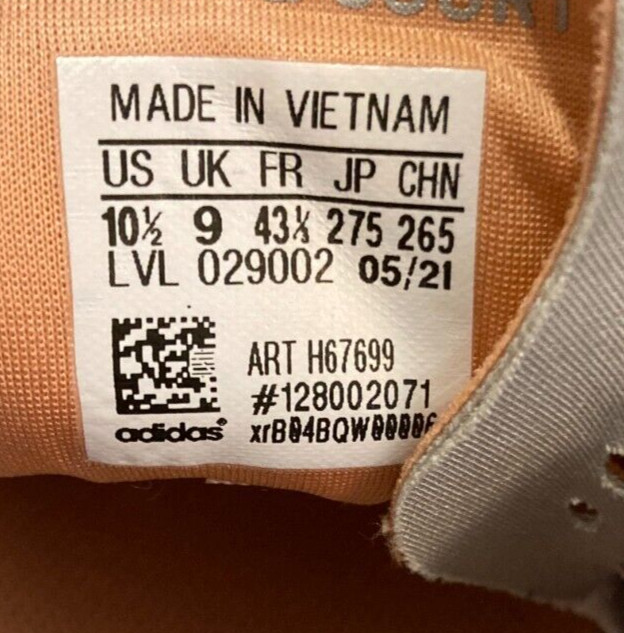 COURT
MADE IN VIETNAM
US UK FR JP CHN
10½ 9 43⅓ 275 265
LVL 029002 05/21
ART H67699
#128002071
adidas®